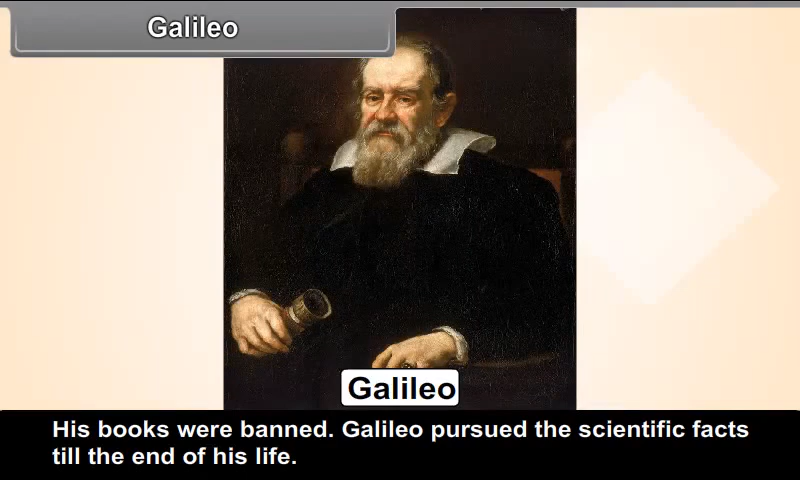 Galileo
Galileo
His books were banned. Galileo pursued the scientific facts
till the end of his life.